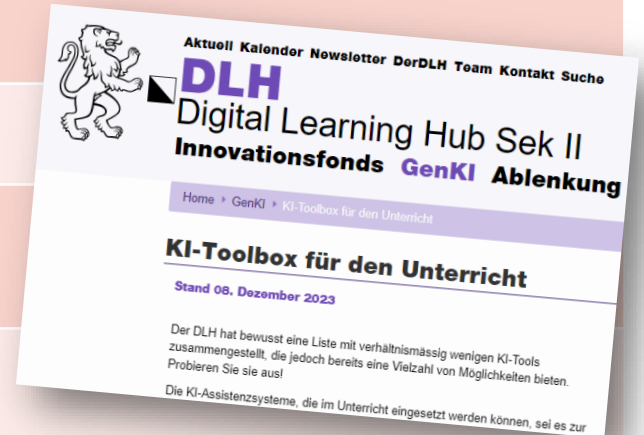 Aktuell Kalender Newsletter DerDLH Team Kontakt Suche
DLH
Digital Learning Hub Sek II
Innovationsfonds GenKI Ablenkung
Home GenKI KI-Toolbox für den Unterricht
KI-Toolbox für den Unterricht
Stand 08. Dezember 2023
Der DLH hat bewusst eine Liste mit verhältnismässig wenigen KI-Tools
zusammengestellt, die jedoch bereits eine Vielzahl von Möglichkeiten bieten.
Probieren Sie sie aus!
Die KI-Assistenzsysteme, die im Unterricht eingesetzt werden können, sei es zur